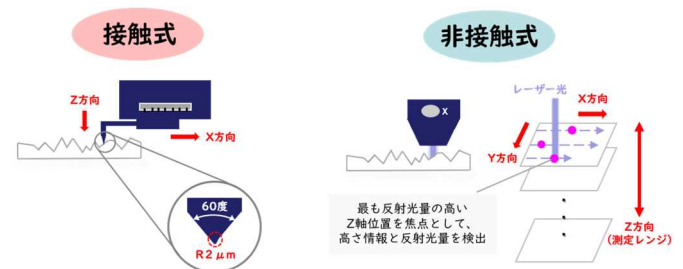 接触式
Z方向
X方向
60度
R2μm
非接触式
X
レーザー光
X方向
Y方向
Z方向
(測定レンジ)
最も反射光量の高い
Z軸位置を焦点として、
高さ情報と反射光量を検出